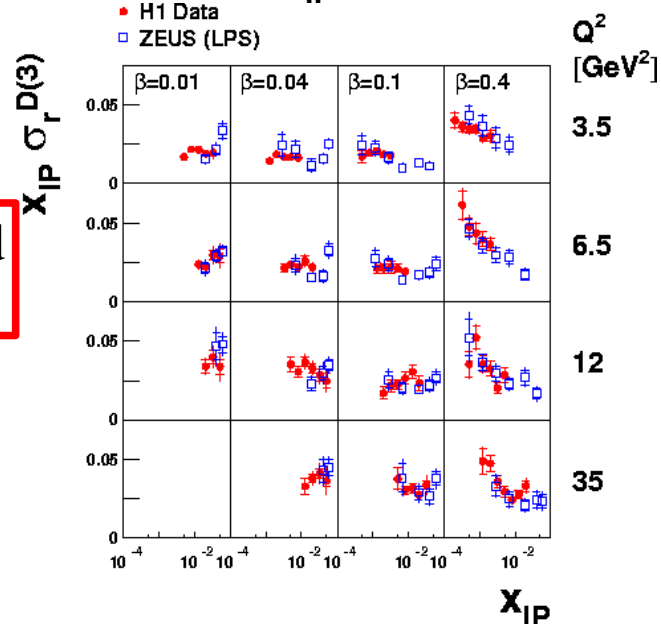 H1 Data
ZEUS (LPS)
Q²
[GeV²]
X_IP σ_r^D(3)
β=0.01 β=0.04 β=0.1 β=0.4
0.05 3.5
0
0.05 6.5
0
0.05 12
0
0.05 35
0
10⁻⁴ 10⁻² 10⁻⁴ 10⁻² 10⁻⁴ 10⁻² 10⁻⁴ 10⁻²
X_IP